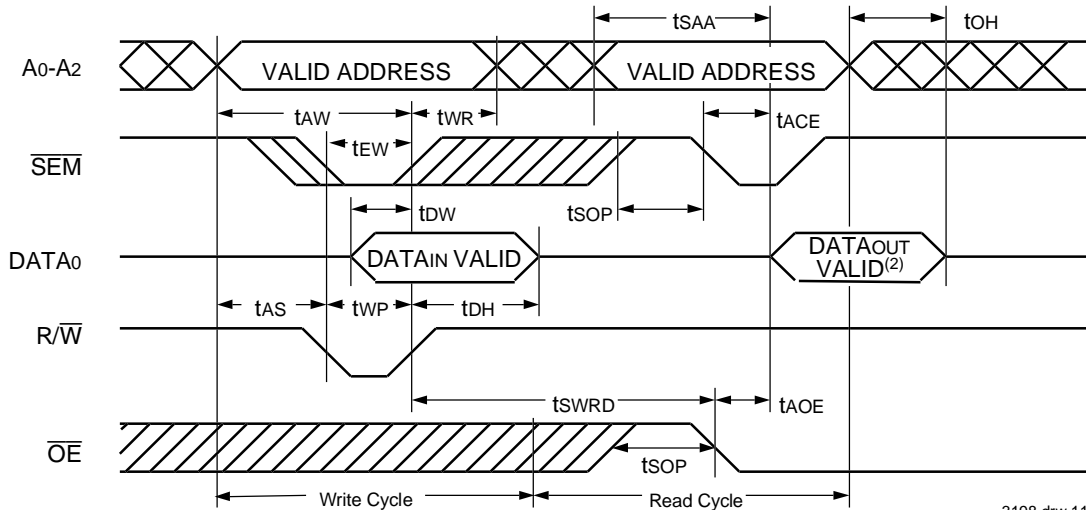 tSAA
tOH
A0-A2
VALID ADDRESS
VALID ADDRESS
tAW
tWR
tACE
tEW
SEM
tDW
tSOP
DATA0
DATAIN VALID
DATAOUT
VALID(2)
tAS
tWP
tDH
R/W
tSWRD
tAOE
OE
tSOP
Write Cycle
Read Cycle